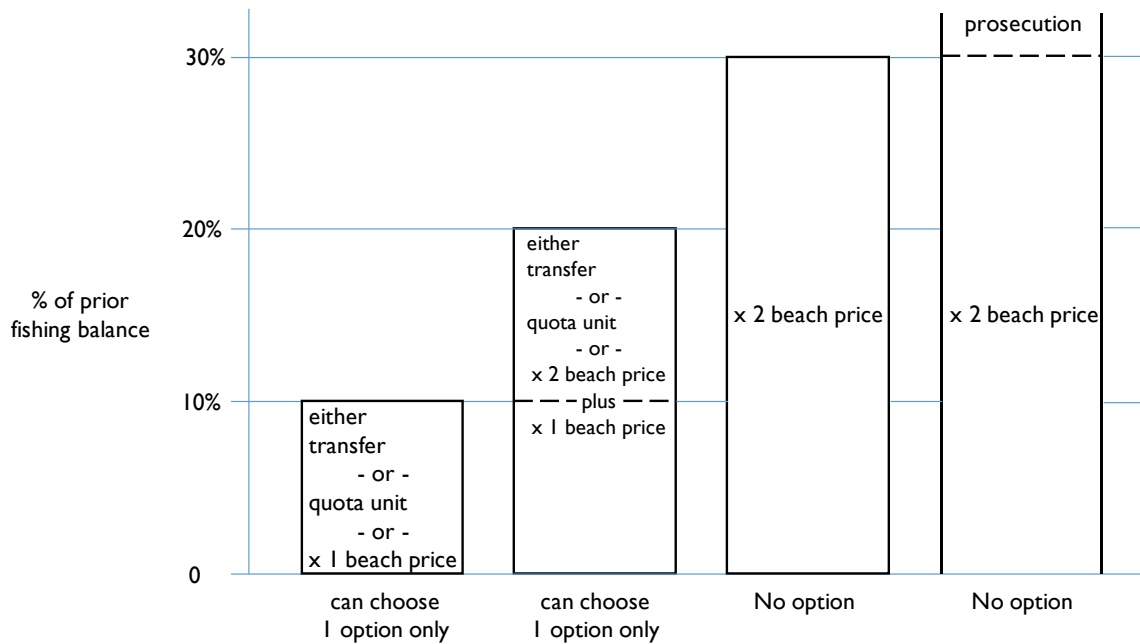 prosecution
30%
20%
10%
0
% of prior
fishing balance
either
transfer
- or -
quota unit
- or -
x 1 beach price
can choose
1 option only
either
transfer
- or -
quota unit
- or -
x 2 beach price
plus
x 1 beach price
can choose
1 option only
x 2 beach price
No option
x 2 beach price
No option